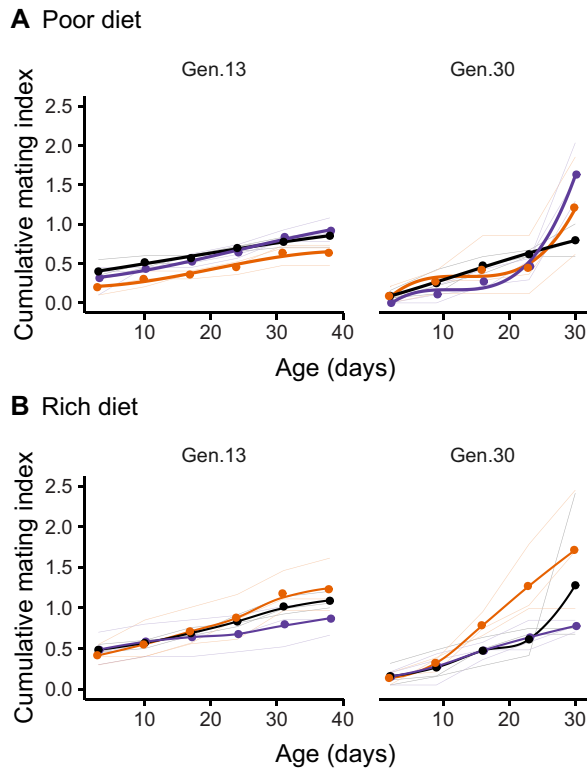 A Poor diet
Gen.13 Gen.30
Cumulative mating index
2.5
2.0
1.5
1.0
0.5
0.0
10 20 30 40 10 20 30
Age (days)
B Rich diet
Gen.13 Gen.30
Cumulative mating index
2.5
2.0
1.5
1.0
0.5
0.0
10 20 30 40 10 20 30
Age (days)